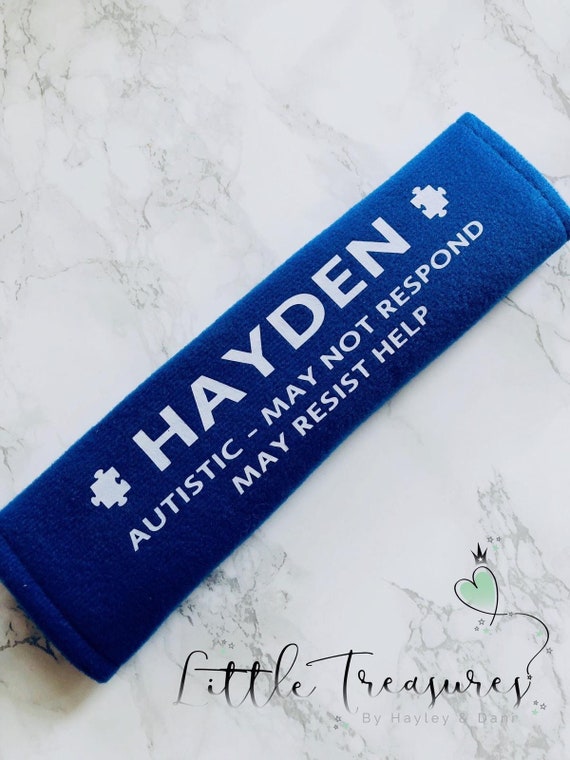 HAYDEN
AUTISTIC - MAY NOT RESPOND
MAY RESIST HELP
Little Treasures
By Hayley & Dani